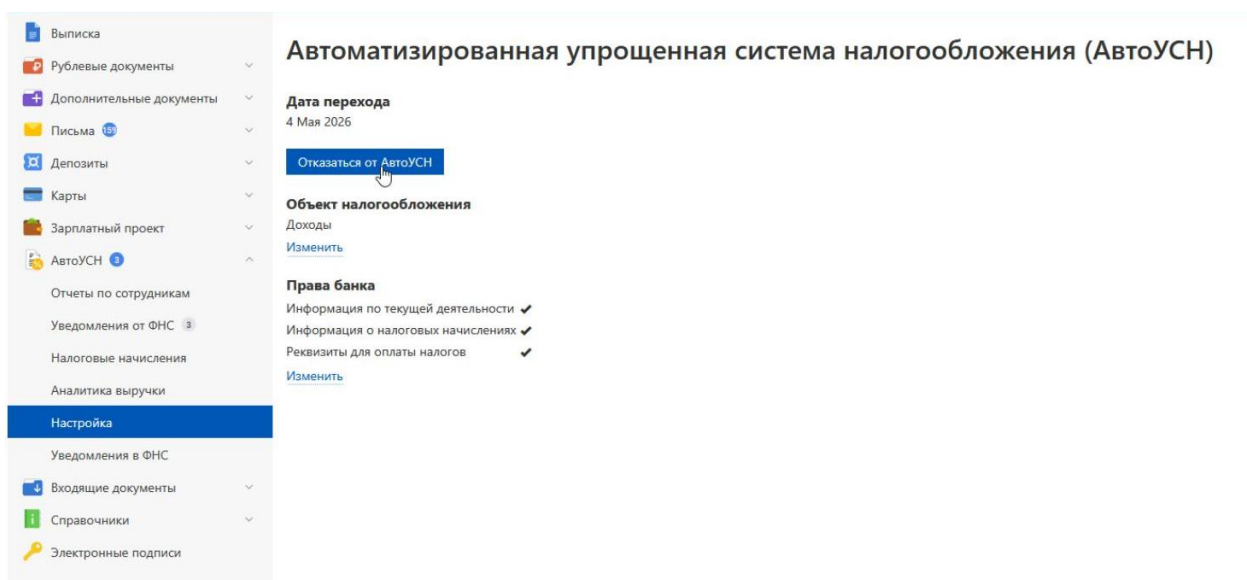 Выписка
Рублевые документы
Дополнительные документы
Письма 159
Депозиты
Карты
Зарплатный проект
АвтоУСН 3
Отчеты по сотрудникам
Уведомления от ФНС 3
Налоговые начисления
Аналитика выручки
Настройка
Уведомления в ФНС
Входящие документы
Справочники
Электронные подписи
Автоматизированная упрощенная система налогообложения (АвтоУСН)
Дата перехода
4 Мая 2026
Отказаться от АвтоУСН
Объект налогообложения
Доходы
Изменить
Права банка
Информация по текущей деятельности ✔
Информация о налоговых начислениях ✔
Реквизиты для оплаты налогов ✔
Изменить